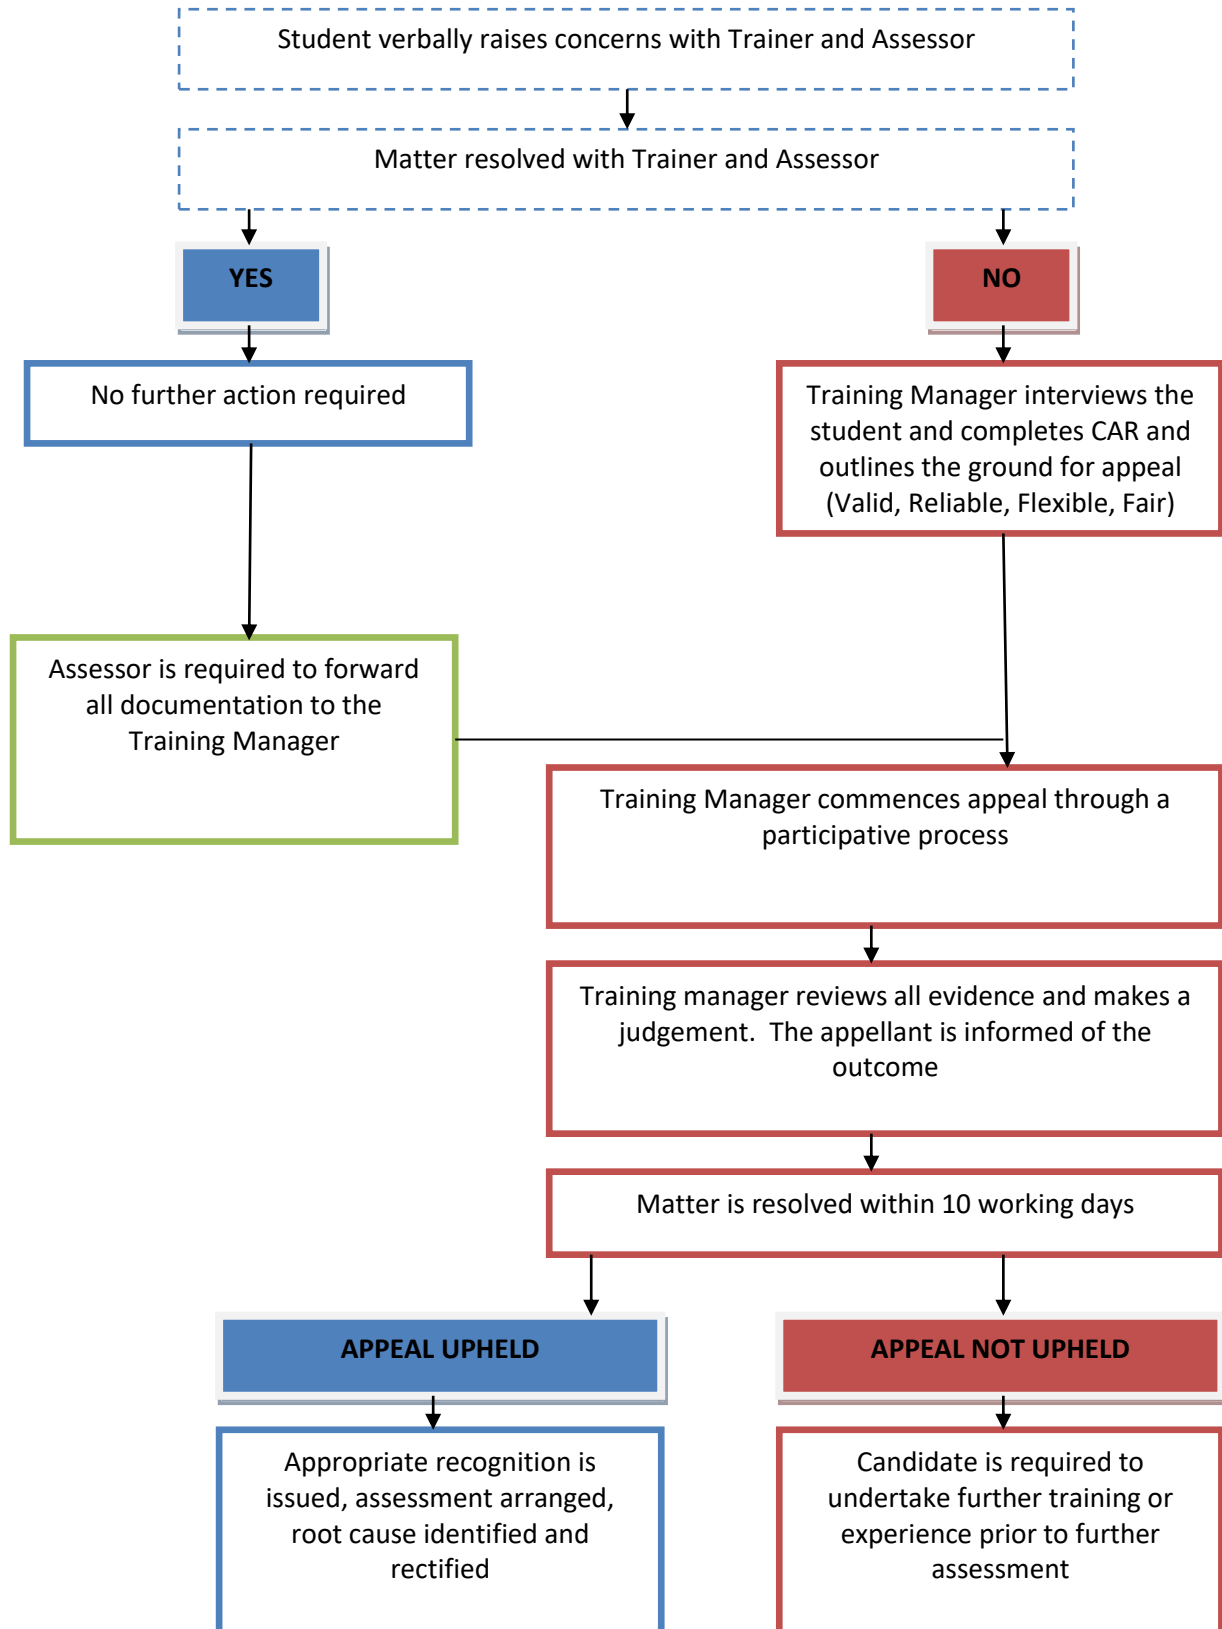 Student verbally raises concerns with Trainer and Assessor
Matter resolved with Trainer and Assessor
YES
NO
No further action required
Training Manager interviews the
student and completes CAR and
outlines the ground for appeal
(Valid, Reliable, Flexible, Fair)
Assessor is required to forward
all documentation to the
Training Manager
Training Manager commences appeal through a
participative process
Training manager reviews all evidence and makes a
judgement.  The appellant is informed of the
outcome
Matter is resolved within 10 working days
APPEAL UPHELD
APPEAL NOT UPHELD
Appropriate recognition is
issued, assessment arranged,
root cause identified and
rectified
Candidate is required to
undertake further training or
experience prior to further
assessment